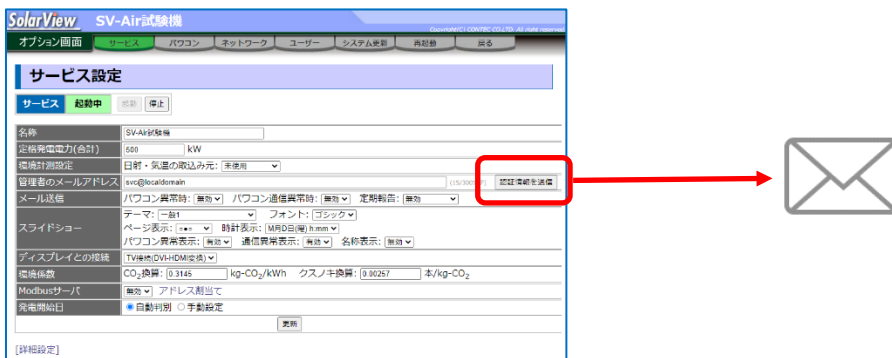 SolarView SV-Air試験機
Copyright(C) CONTEC CO.,LTD. All right reserved.
オプション画面 サービス パワコン ネットワーク ユーザー システム更新 再起動 戻る
サービス設定
サービス 起動中 起動 停止
名称 SV-Air試験機
定格発電電力(合計) 500 kW
環境計測設定 日射・気温の取込み元: 未使用
管理者のメールアドレス svc@localdomain 認証情報を送信
メール送信 パワコン異常時: 無効 パワコン通信異常時: 無効 定期報告: 無効
スライドショー テーマ: 一般1 フォント: ゴシック
ページ表示: 時計表示: M月D日(曜) h:mm
パワコン異常表示: 有効 通信異常表示: 有効 名称表示: 無効
ディスプレイとの接続 TV接続(DVI-HDMI変換)
環境係数 CO₂換算: 0.3145 kg-CO₂/kWh クスノキ換算: 0.00257 本/kg-CO₂
Modbusサーバ 無効 アドレス割当て
発電開始日 自動判別 手動設定
更新
[詳細設定]